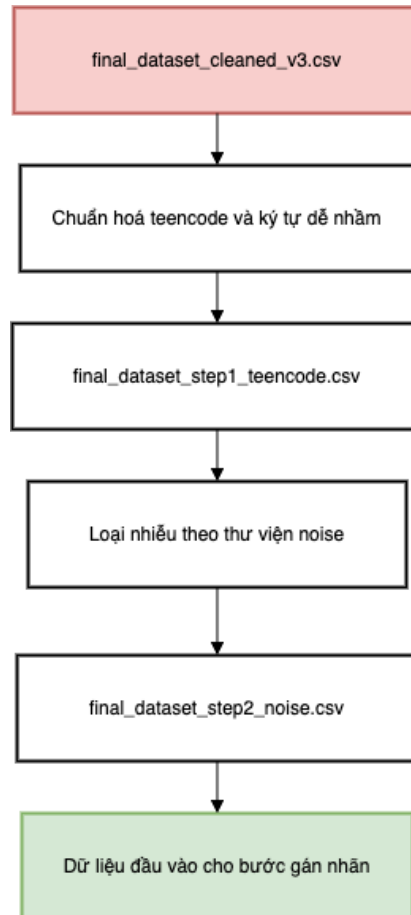 final_dataset_cleaned_v3.csv
Chuẩn hoá teencode và ký tự dễ nhầm
final_dataset_step1_teencode.csv
Loại nhiễu theo thư viện noise
final_dataset_step2_noise.csv
Dữ liệu đầu vào cho bước gán nhãn